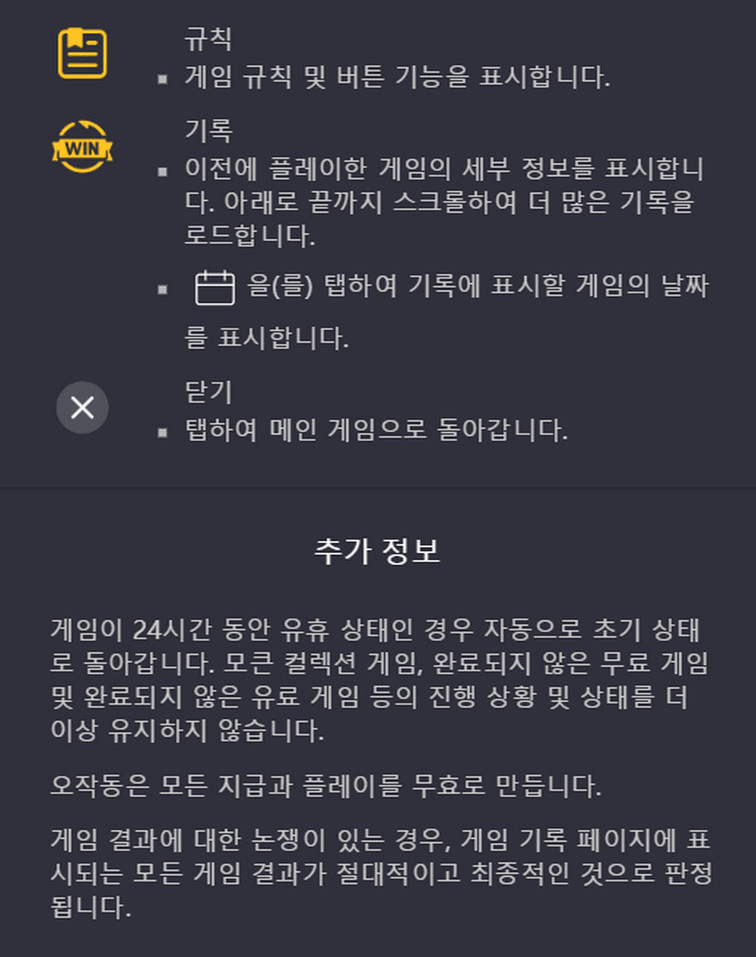 규칙
▪ 게임 규칙 및 버튼 기능을 표시합니다.
WIN
기록
▪ 이전에 플레이한 게임의 세부 정보를 표시합니
다. 아래로 끝까지 스크롤하여 더 많은 기록을
로드합니다.
▪ 을(를) 탭하여 기록에 표시할 게임의 날짜
를 표시합니다.
닫기
▪ 탭하여 메인 게임으로 돌아갑니다.
추가 정보
게임이 24시간 동안 유휴 상태인 경우 자동으로 초기 상태
로 돌아갑니다. 모큰 컬렉션 게임, 완료되지 않은 무료 게임
및 완료되지 않은 유료 게임 등의 진행 상황 및 상태를 더
이상 유지하지 않습니다.
오작동은 모든 지급과 플레이를 무효로 만듭니다.
게임 결과에 대한 논쟁이 있는 경우, 게임 기록 페이지에 표
시되는 모든 게임 결과가 절대적이고 최종적인 것으로 판정
됩니다.